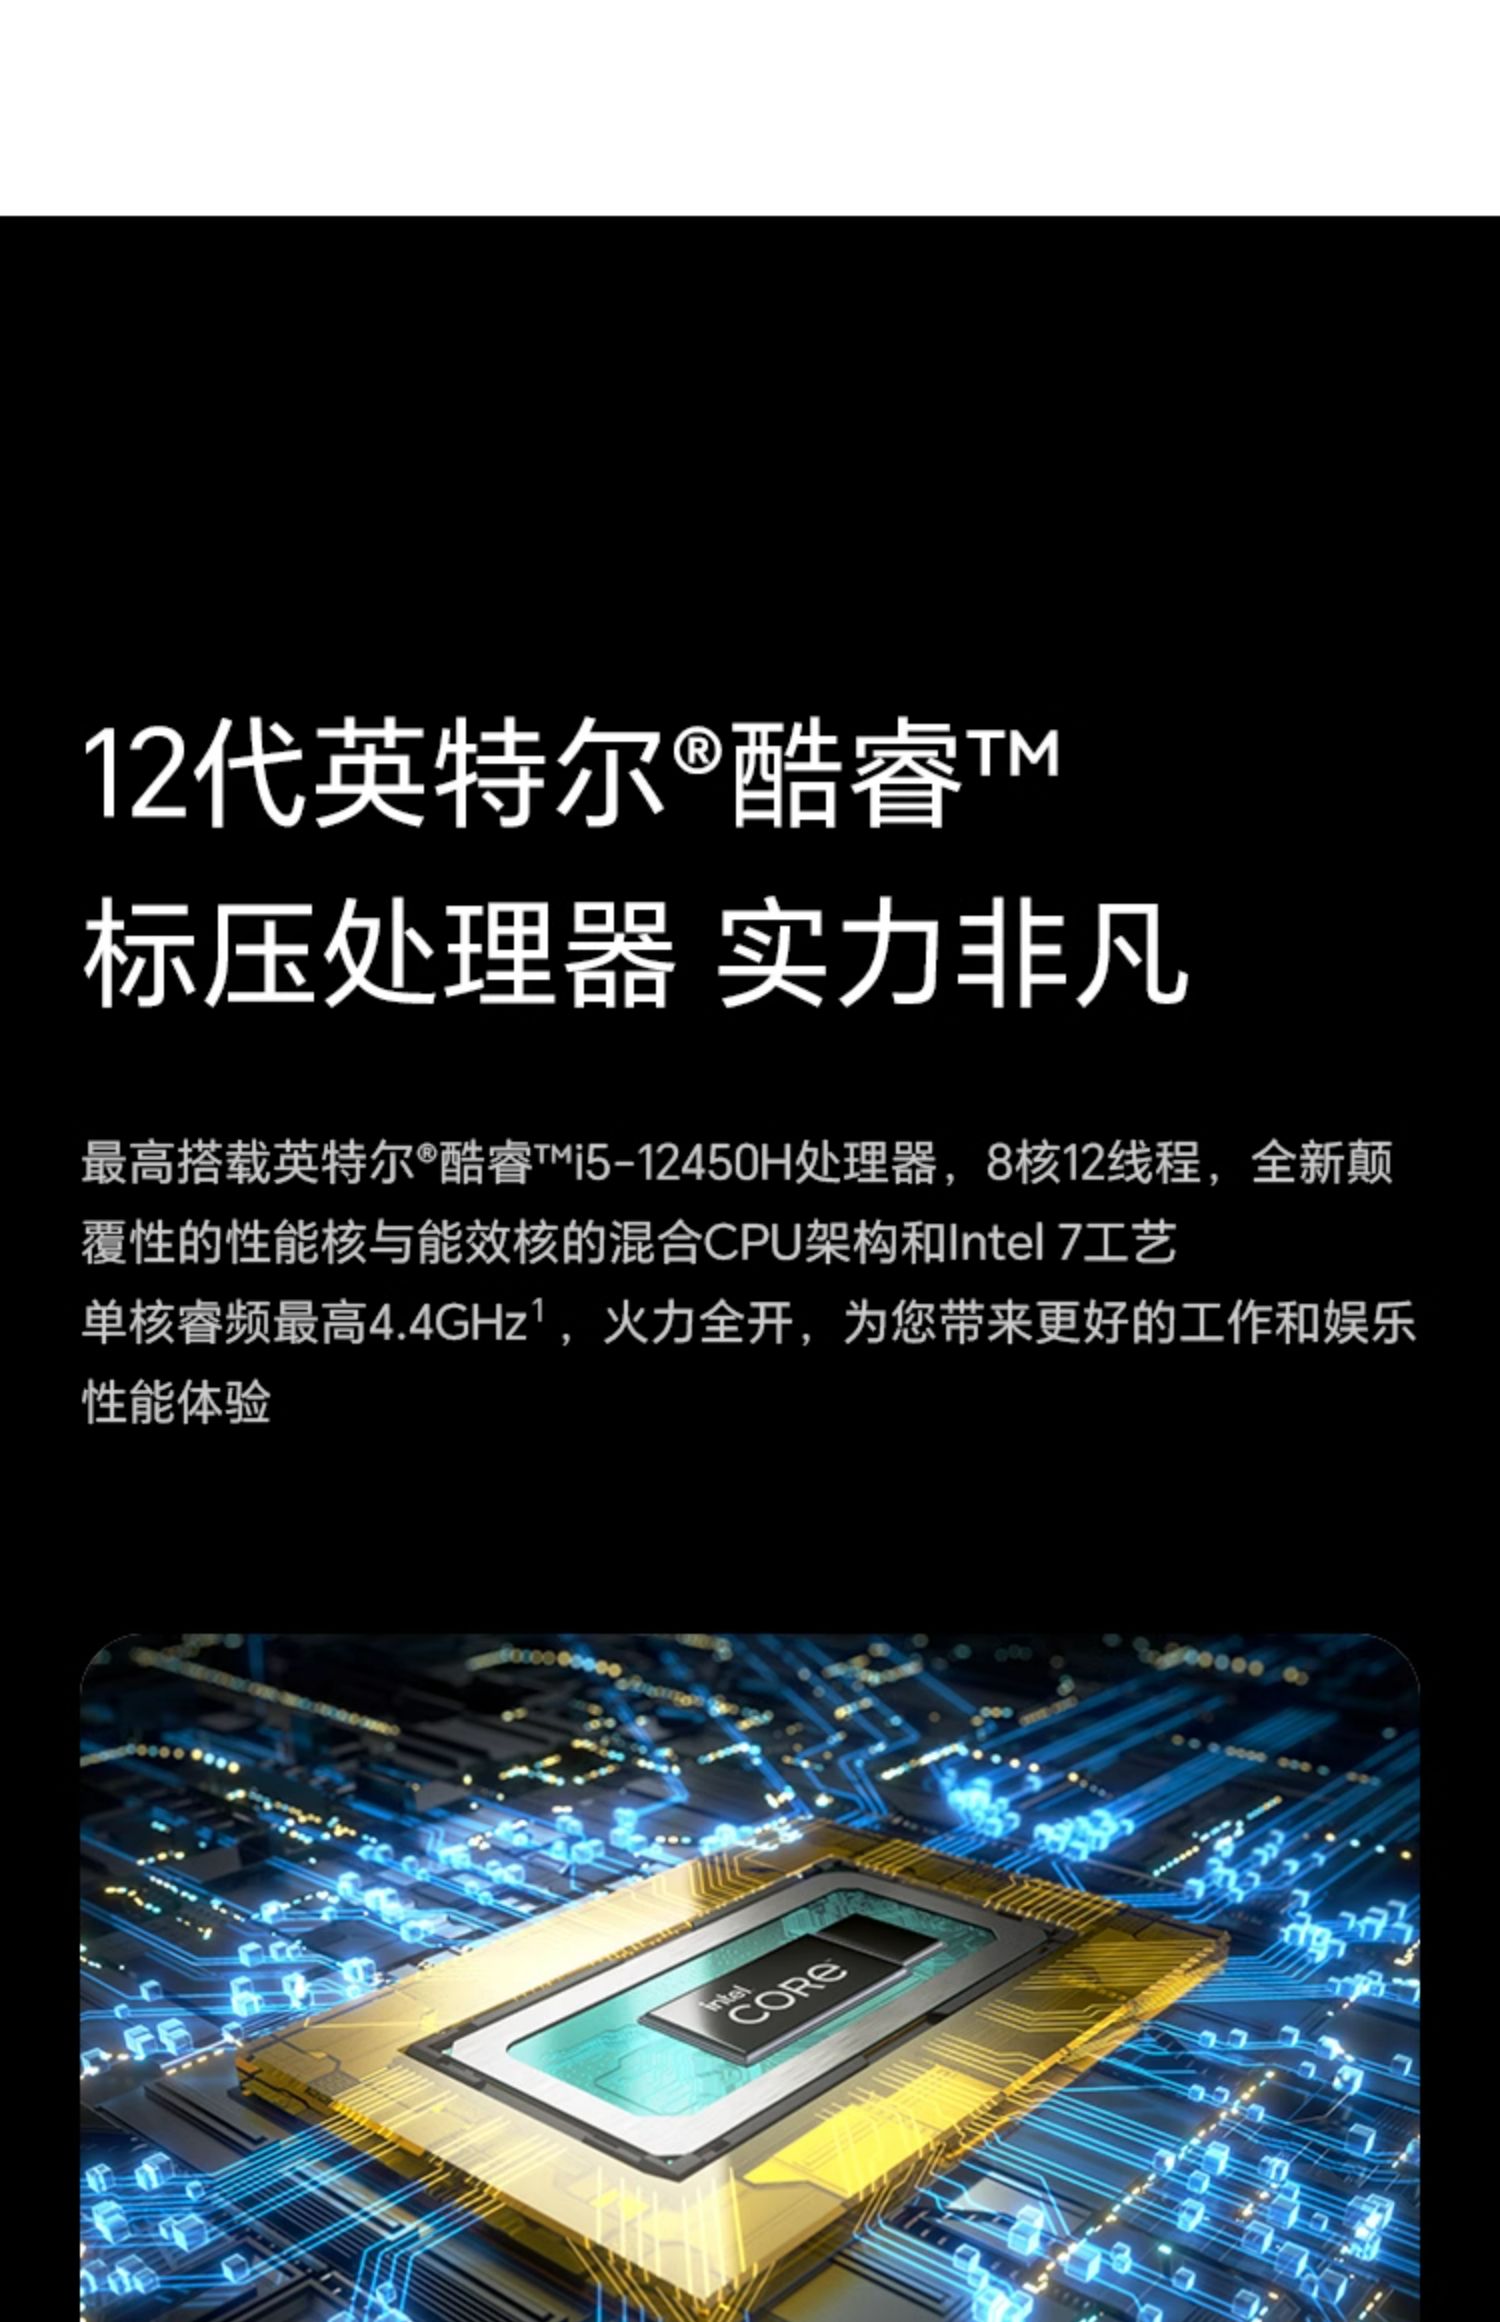 12代英特尔®酷睿™
标压处理器 实力非凡
最高搭载英特尔®酷睿™i5-12450H处理器，8核12线程，全新颠
覆性的性能核与能效核的混合CPU架构和Intel 7工艺
单核睿频最高4.4GHz¹，火力全开，为您带来更好的工作和娱乐
性能体验
intel
CORe